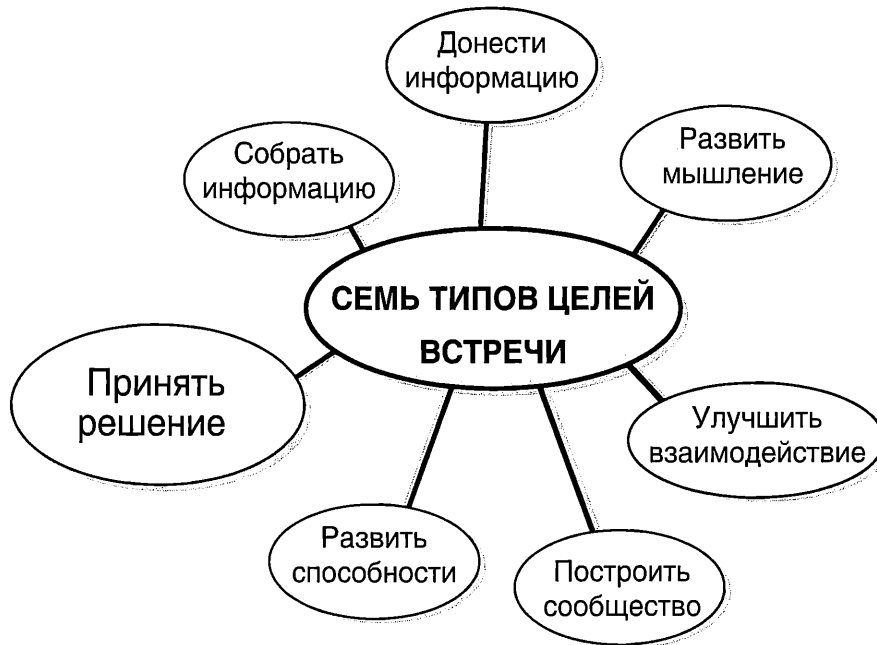 Донести
информацию
Развить
мышление
Собрать
информацию
СЕМЬ ТИПОВ ЦЕЛЕЙ
ВСТРЕЧИ
Принять
решение
Улучшить
взаимодействие
Развить
способности
Построить
сообщество